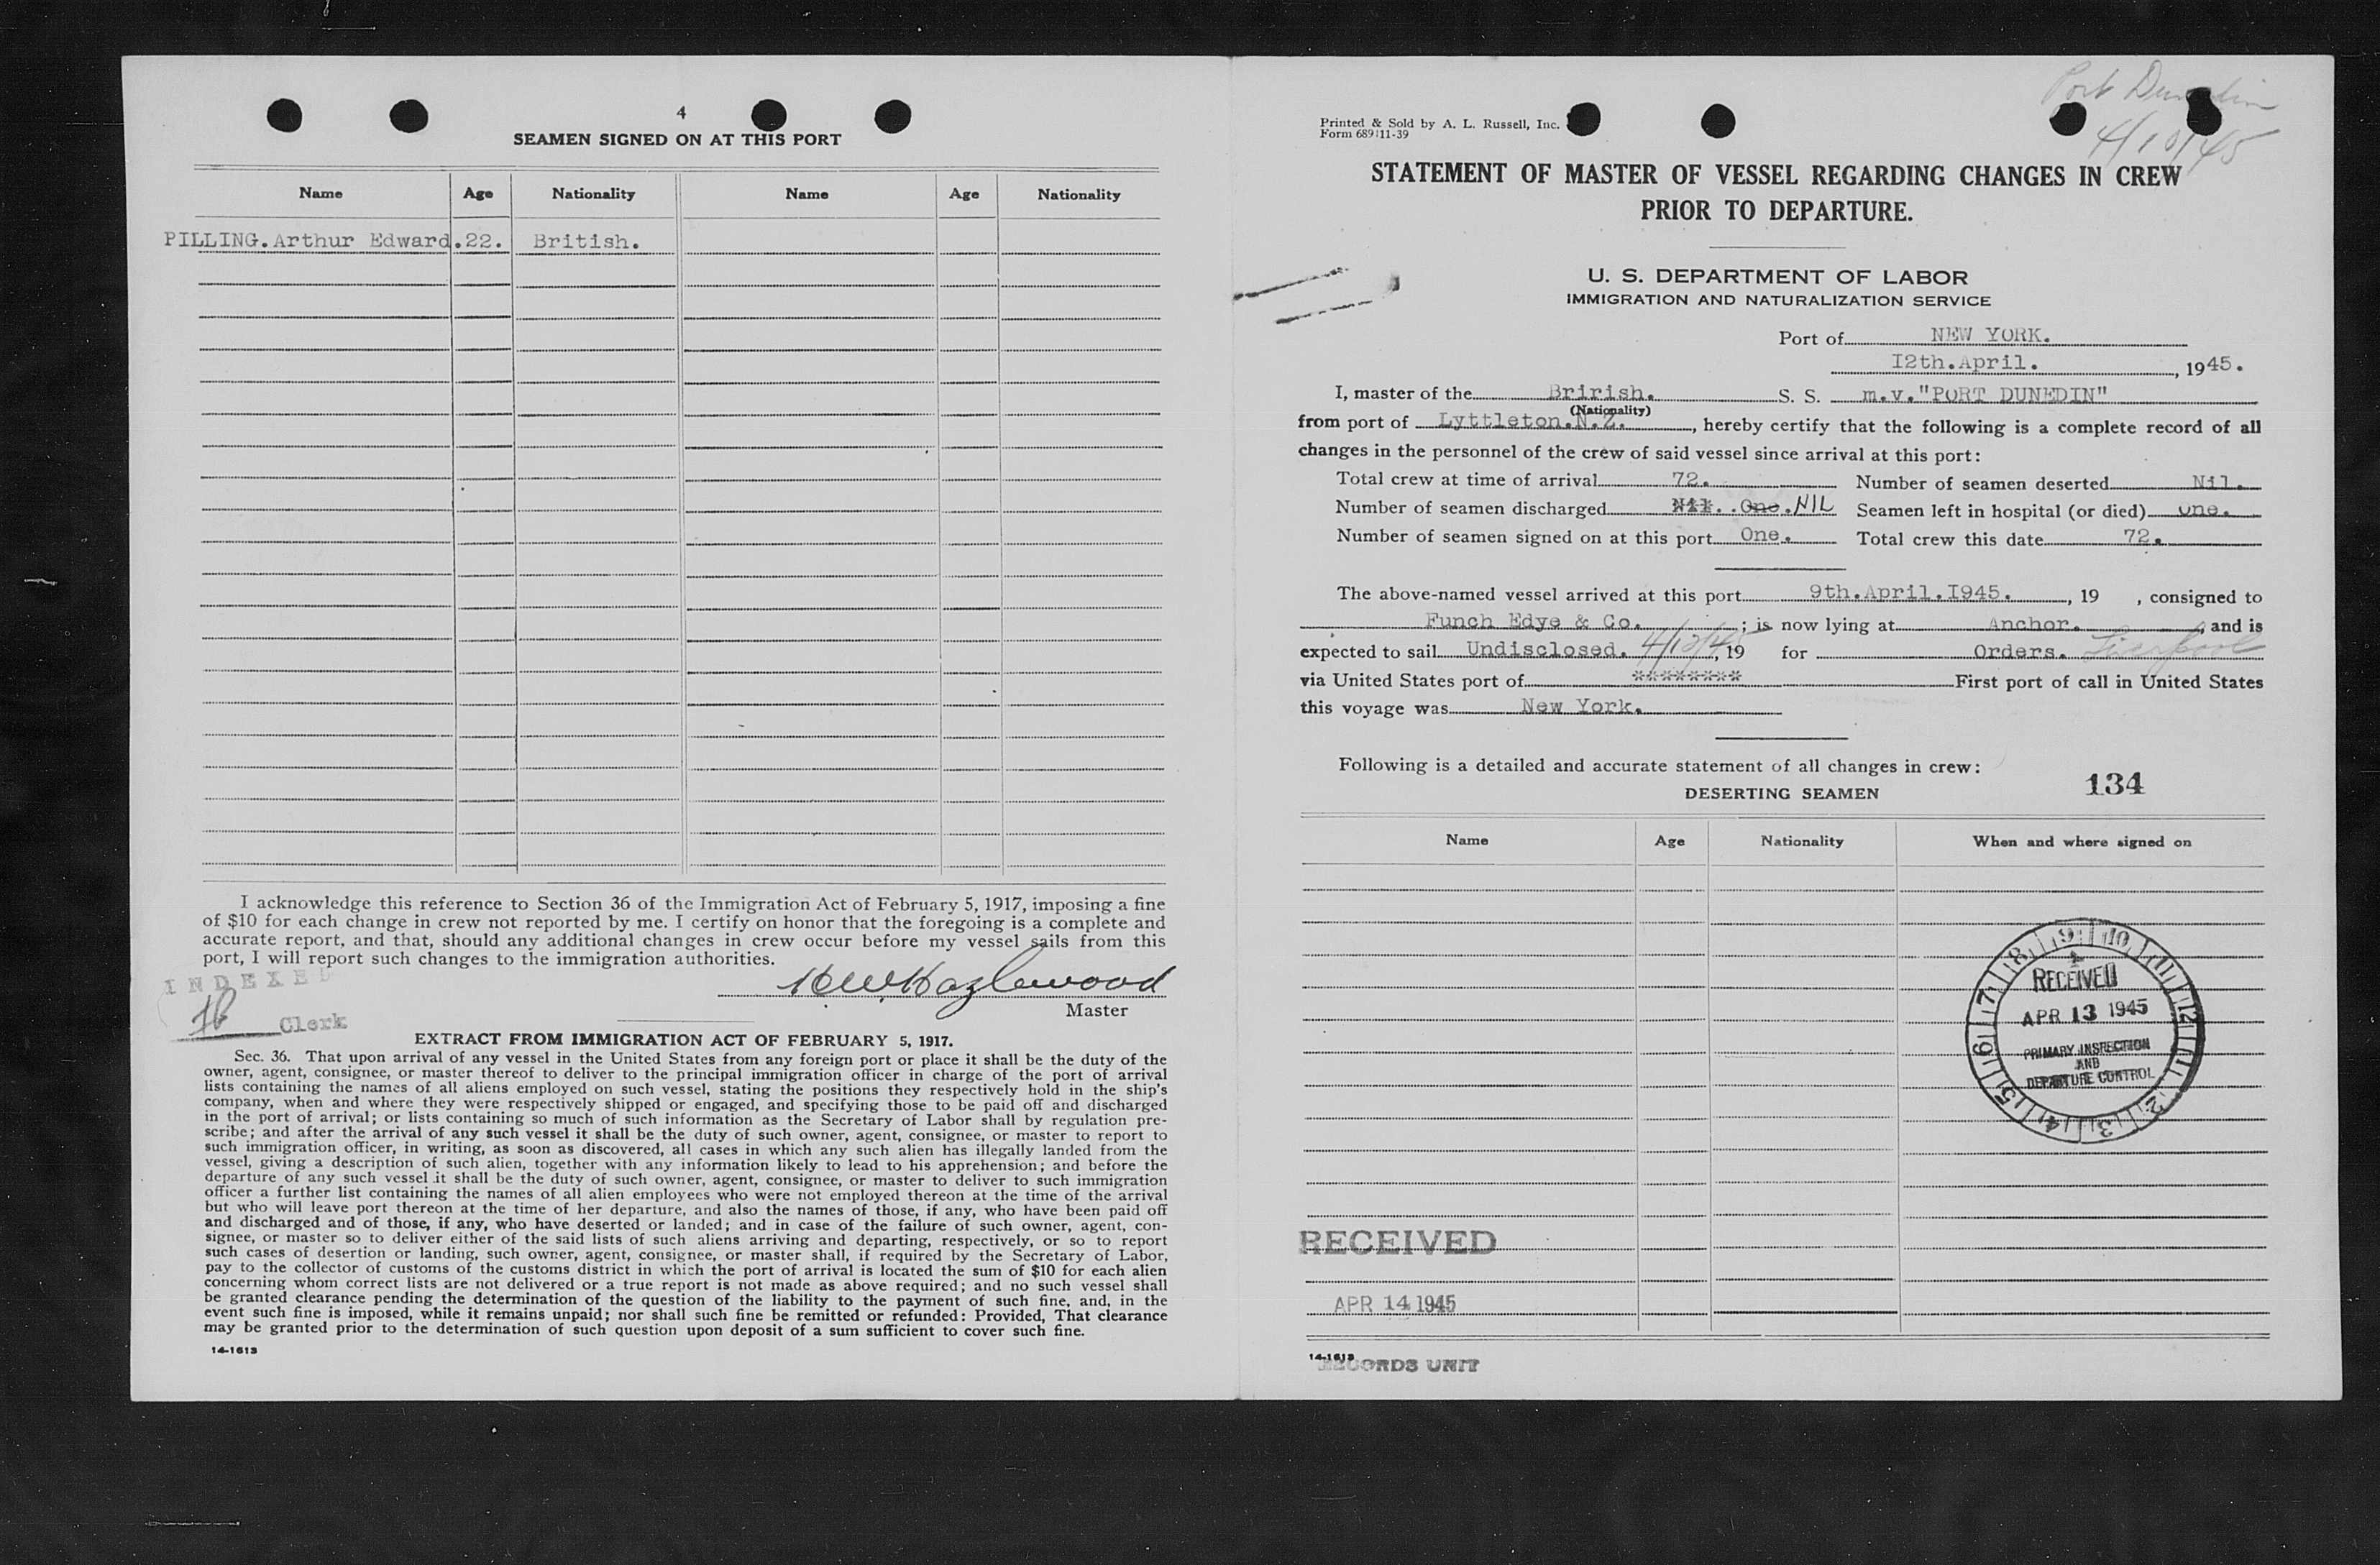 4
SEAMEN SIGNED ON AT THIS PORT
Name Age Nationality Name Age Nationality
PILLING.Arthur Edward.22. British.
I acknowledge this reference to Section 36 of the Immigration Act of February 5, 1917, imposing a fine
of $10 for each change in crew not reported by me. I certify on honor that the foregoing is a complete and
accurate report, and that, should any additional changes in crew occur before my vessel sails from this
port, I will report such changes to the immigration authorities.
INDEXED
Hazlewood
Master
Clerk
EXTRACT FROM IMMIGRATION ACT OF FEBRUARY 5, 1917.
Sec. 36. That upon arrival of any vessel in the United States from any foreign port or place it shall be the duty of the
owner, agent, consignee, or master thereof to deliver to the principal immigration officer in charge of the port of arrival
lists containing the names of all aliens employed on such vessel, stating the positions they respectively hold in the ship's
company, when and where they were respectively shipped or engaged, and specifying those to be paid off and discharged
in the port of arrival; or lists containing so much of such information as the Secretary of Labor shall by regulation pre-
scribe; and after the arrival of any such vessel it shall be the duty of such owner, agent, consignee, or master to report to
such immigration officer, in writing, as soon as discovered, all cases in which any such alien has illegally landed from the
vessel, giving a description of such alien, together with any information likely to lead to his apprehension; and before the
departure of any such vessel it shall be the duty of such owner, agent, consignee, or master to deliver to such immigration
officer a further list containing the names of all alien employees who were not employed thereon at the time of the arrival
but who will leave port thereon at the time of her departure, and also the names of those, if any, who have been paid off
and discharged and of those, if any, who have deserted or landed; and in case of the failure of such owner, agent, con-
signee, or master so to deliver either of the said lists of such aliens arriving and departing, respectively, or so to report
such cases of desertion or landing, such owner, agent, consignee, or master shall, if required by the Secretary of Labor,
pay to the collector of customs of the customs district in which the port of arrival is located the sum of $10 for each alien
concerning whom correct lists are not delivered or a true report is not made as above required; and no such vessel shall
be granted clearance pending the determination of the question of the liability to the payment of such fine, and, in the
event such fine is imposed, while it remains unpaid; nor shall such fine be remitted or refunded: Provided, That clearance
may be granted prior to the determination of such question upon deposit of a sum sufficient to cover such fine.
14-1613
Port Dunedin
4/10/45
Printed & Sold by A. L. Russell, Inc.
Form 689 11-39
STATEMENT OF MASTER OF VESSEL REGARDING CHANGES IN CREW
PRIOR TO DEPARTURE.
U. S. DEPARTMENT OF LABOR
IMMIGRATION AND NATURALIZATION SERVICE
Port of NEW YORK.
I2th.April. , 1945.
I, master of the Brirish. S. S. m.v."PORT DUNEDIN"
(Nationality)
from port of Lyttleton.N.Z. , hereby certify that the following is a complete record of all
changes in the personnel of the crew of said vessel since arrival at this port:
Total crew at time of arrival 72. Number of seamen deserted Nil.
Number of seamen discharged Nil. One. NIL Seamen left in hospital (or died) one.
Number of seamen signed on at this port One. Total crew this date 72.
The above-named vessel arrived at this port 9th.April.I945. , 19 , consigned to
Funch Edye & Co. ; is now lying at Anchor. , and is
expected to sail Undisclosed. 4/12/45 , 19 for Orders. Liverpool
via United States port of ******** First port of call in United States
this voyage was New York.
Following is a detailed and accurate statement of all changes in crew:
134
DESERTING SEAMEN
Name Age Nationality When and where signed on
9 10 11 12 1 2 3 4 5 6 7 8
RECEIVED
APR 13 1945
PRIMARY INSPECTION
AND
DEPARTURE CONTROL
RECEIVED
APR 14 1945
14-1613
RECORDS UNIT